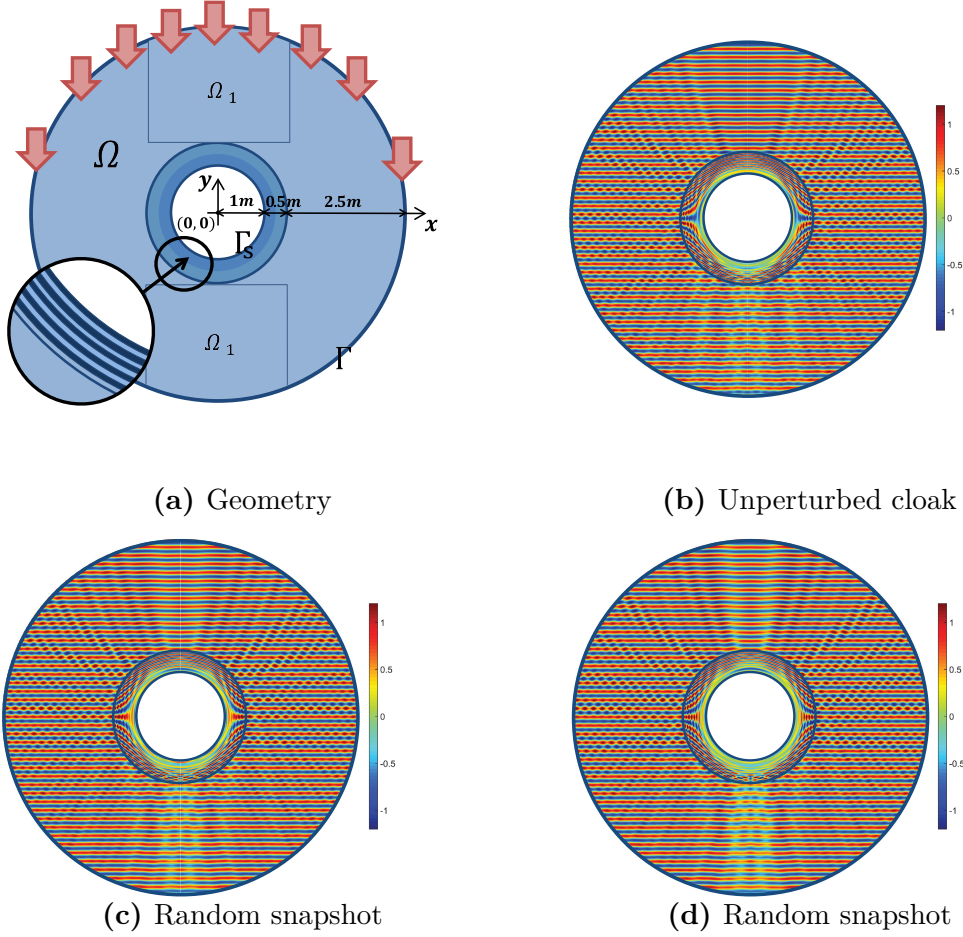 Ω
Ω 1
y
1m
0.5m
2.5m
(0, 0)
x
Γs
Ω 1
Γ
(a) Geometry
1
0.5
0
-0.5
-1
(b) Unperturbed cloak
1
0.5
0
-0.5
-1
(c) Random snapshot
1
0.5
0
-0.5
-1
(d) Random snapshot